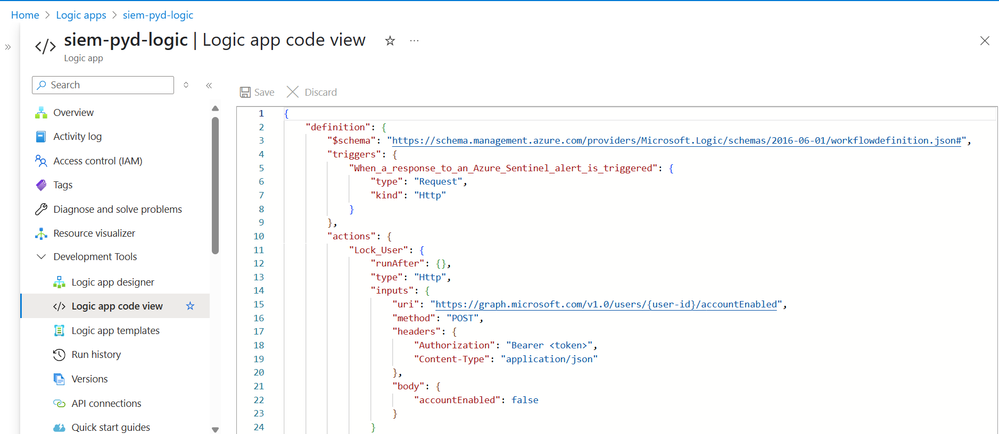 Home > Logic apps > siem-pyd-logic
siem-pyd-logic | Logic app code view
Logic app
Search
Overview
Activity log
Access control (IAM)
Tags
Diagnose and solve problems
Resource visualizer
Development Tools
Logic app designer
Logic app code view
Logic app templates
Run history
Versions
API connections
Quick start guides
Save Discard
1 {
2 "definition": {
3 "$schema": "https://schema.management.azure.com/providers/Microsoft.Logic/schemas/2016-06-01/workflowdefinition.json#",
4 "triggers": {
5 "When_a_response_to_an_Azure_Sentinel_alert_is_triggered": {
6 "type": "Request",
7 "kind": "Http"
8 }
9 },
10 "actions": {
11 "Lock_User": {
12 "runAfter": {},
13 "type": "Http",
14 "inputs": {
15 "uri": "https://graph.microsoft.com/v1.0/users/{user-id}/accountEnabled",
16 "method": "POST",
17 "headers": {
18 "Authorization": "Bearer <token>",
19 "Content-Type": "application/json"
20 },
21 "body": {
22 "accountEnabled": false
23 }
24 }